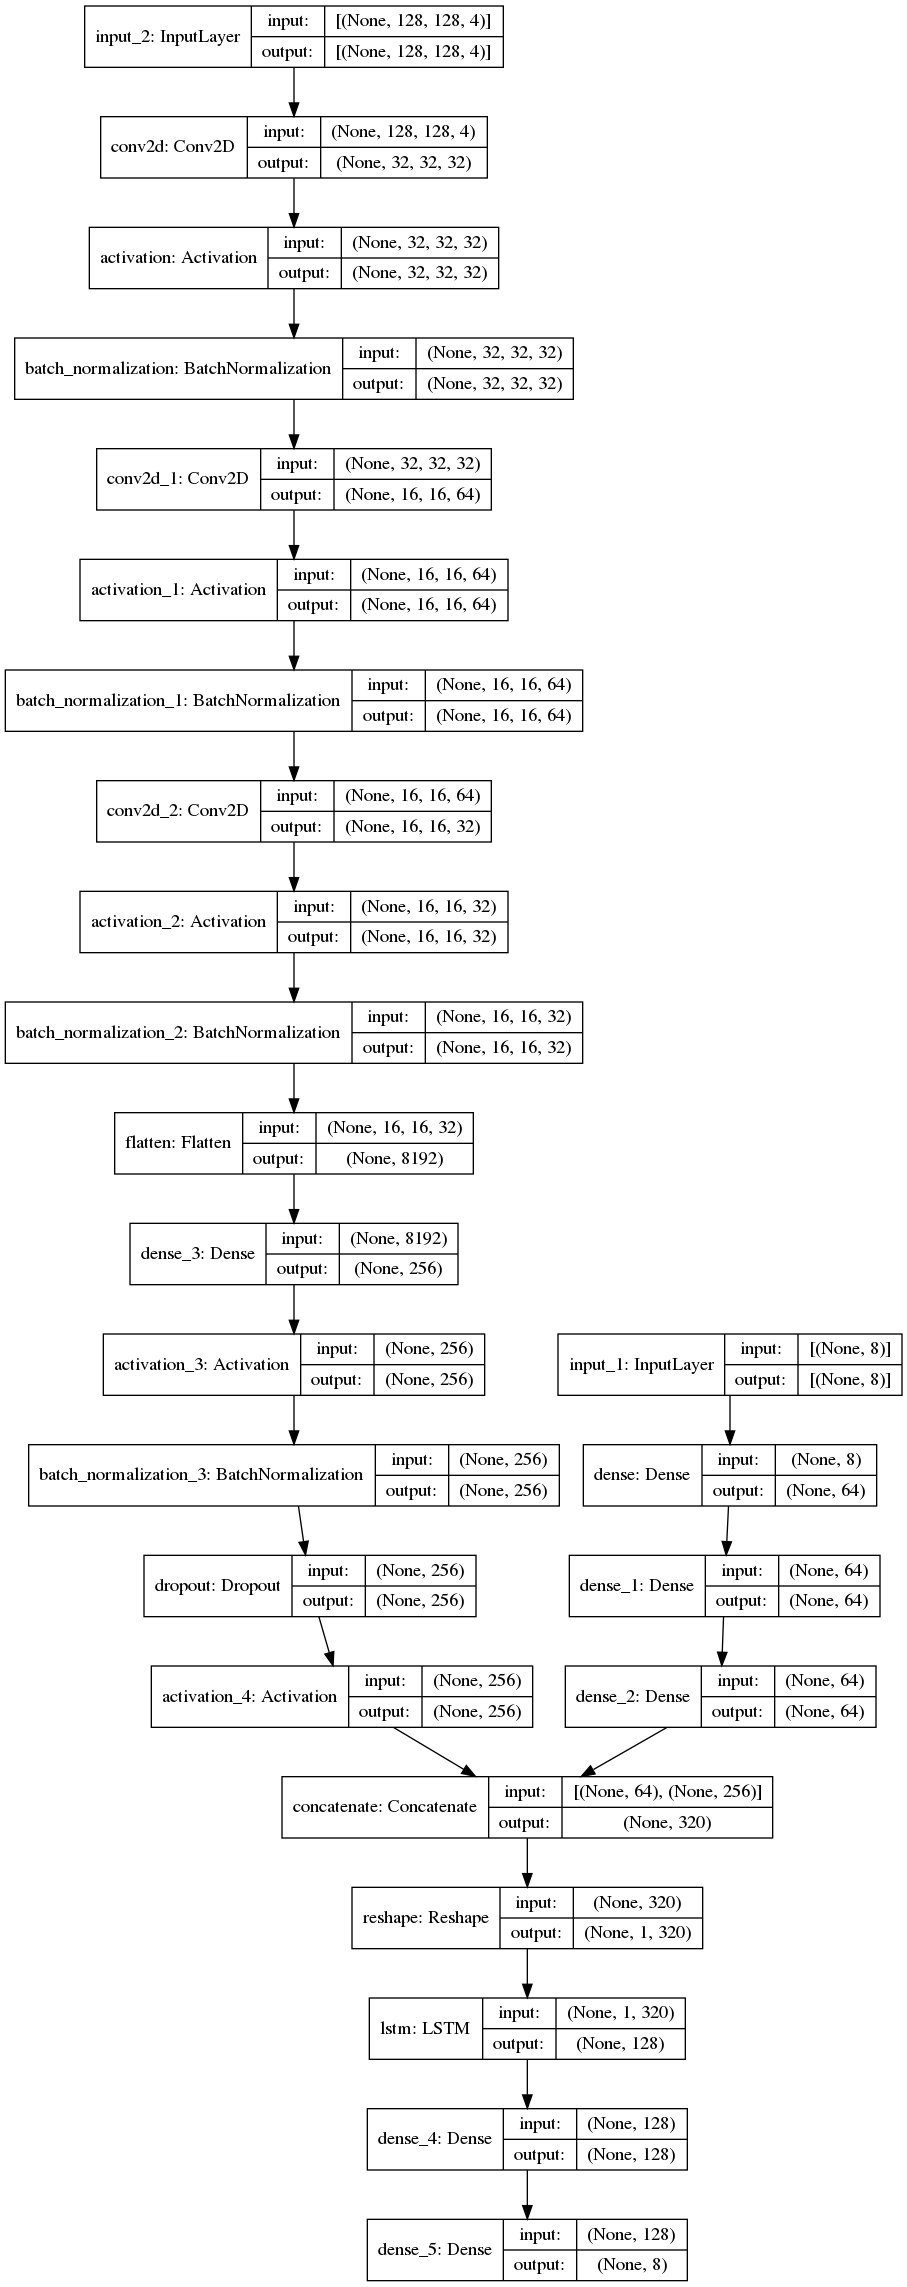 input_2: InputLayer
input: [(None, 128, 128, 4)]
output: [(None, 128, 128, 4)]
conv2d: Conv2D
input: (None, 128, 128, 4)
output: (None, 32, 32, 32)
activation: Activation
input: (None, 32, 32, 32)
output: (None, 32, 32, 32)
batch_normalization: BatchNormalization
input: (None, 32, 32, 32)
output: (None, 32, 32, 32)
conv2d_1: Conv2D
input: (None, 32, 32, 32)
output: (None, 16, 16, 64)
activation_1: Activation
input: (None, 16, 16, 64)
output: (None, 16, 16, 64)
batch_normalization_1: BatchNormalization
input: (None, 16, 16, 64)
output: (None, 16, 16, 64)
conv2d_2: Conv2D
input: (None, 16, 16, 64)
output: (None, 16, 16, 32)
activation_2: Activation
input: (None, 16, 16, 32)
output: (None, 16, 16, 32)
batch_normalization_2: BatchNormalization
input: (None, 16, 16, 32)
output: (None, 16, 16, 32)
flatten: Flatten
input: (None, 16, 16, 32)
output: (None, 8192)
dense_3: Dense
input: (None, 8192)
output: (None, 256)
activation_3: Activation
input: (None, 256)
output: (None, 256)
input_1: InputLayer
input: [(None, 8)]
output: [(None, 8)]
batch_normalization_3: BatchNormalization
input: (None, 256)
output: (None, 256)
dense: Dense
input: (None, 8)
output: (None, 64)
dropout: Dropout
input: (None, 256)
output: (None, 256)
dense_1: Dense
input: (None, 64)
output: (None, 64)
activation_4: Activation
input: (None, 256)
output: (None, 256)
dense_2: Dense
input: (None, 64)
output: (None, 64)
concatenate: Concatenate
input: [(None, 64), (None, 256)]
output: (None, 320)
reshape: Reshape
input: (None, 320)
output: (None, 1, 320)
lstm: LSTM
input: (None, 1, 320)
output: (None, 128)
dense_4: Dense
input: (None, 128)
output: (None, 128)
dense_5: Dense
input: (None, 128)
output: (None, 8)